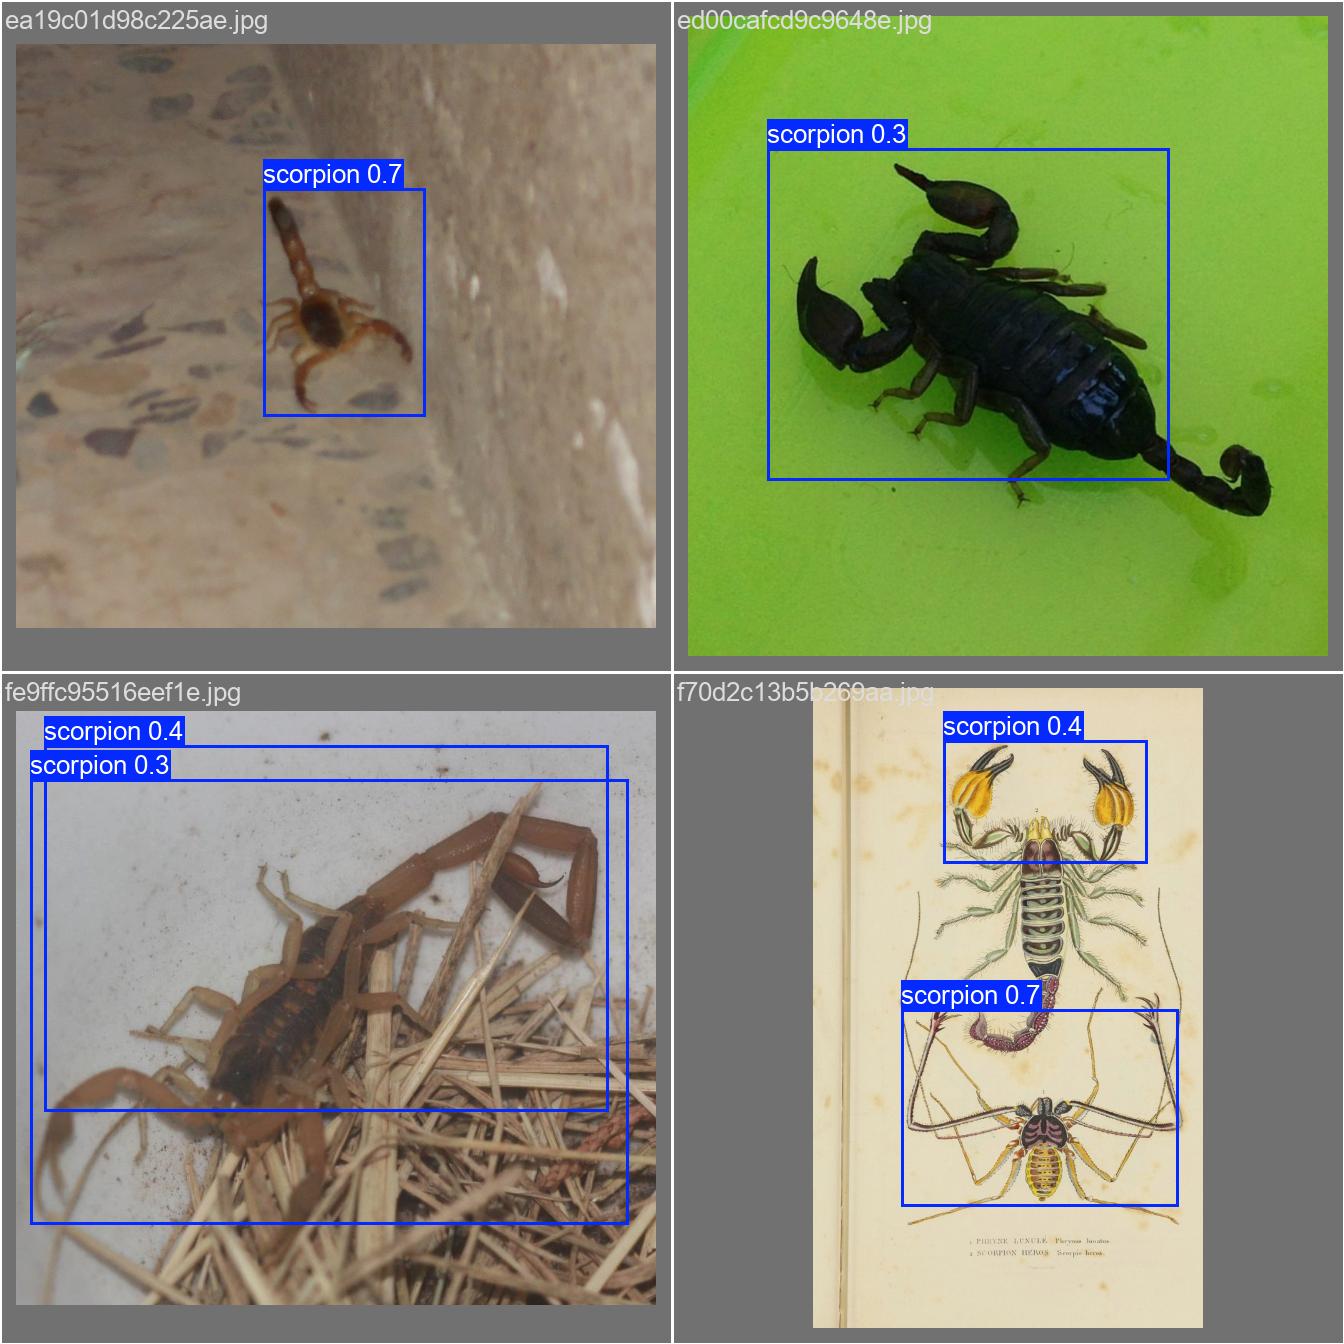 ea19c01d98c225ae.jpg
scorpion 0.7
ed00cafcd9c9648e.jpg
scorpion 0.3
fe9ffc95516eef1e.jpg
scorpion 0.4
scorpion 0.3
f70d2c13b5b269aa.jpg
scorpion 0.4
scorpion 0.7
1 PHRYNE LUNULÉ Phrynus lunatus.
2 SCORPION HÉROS Scorpio heros.